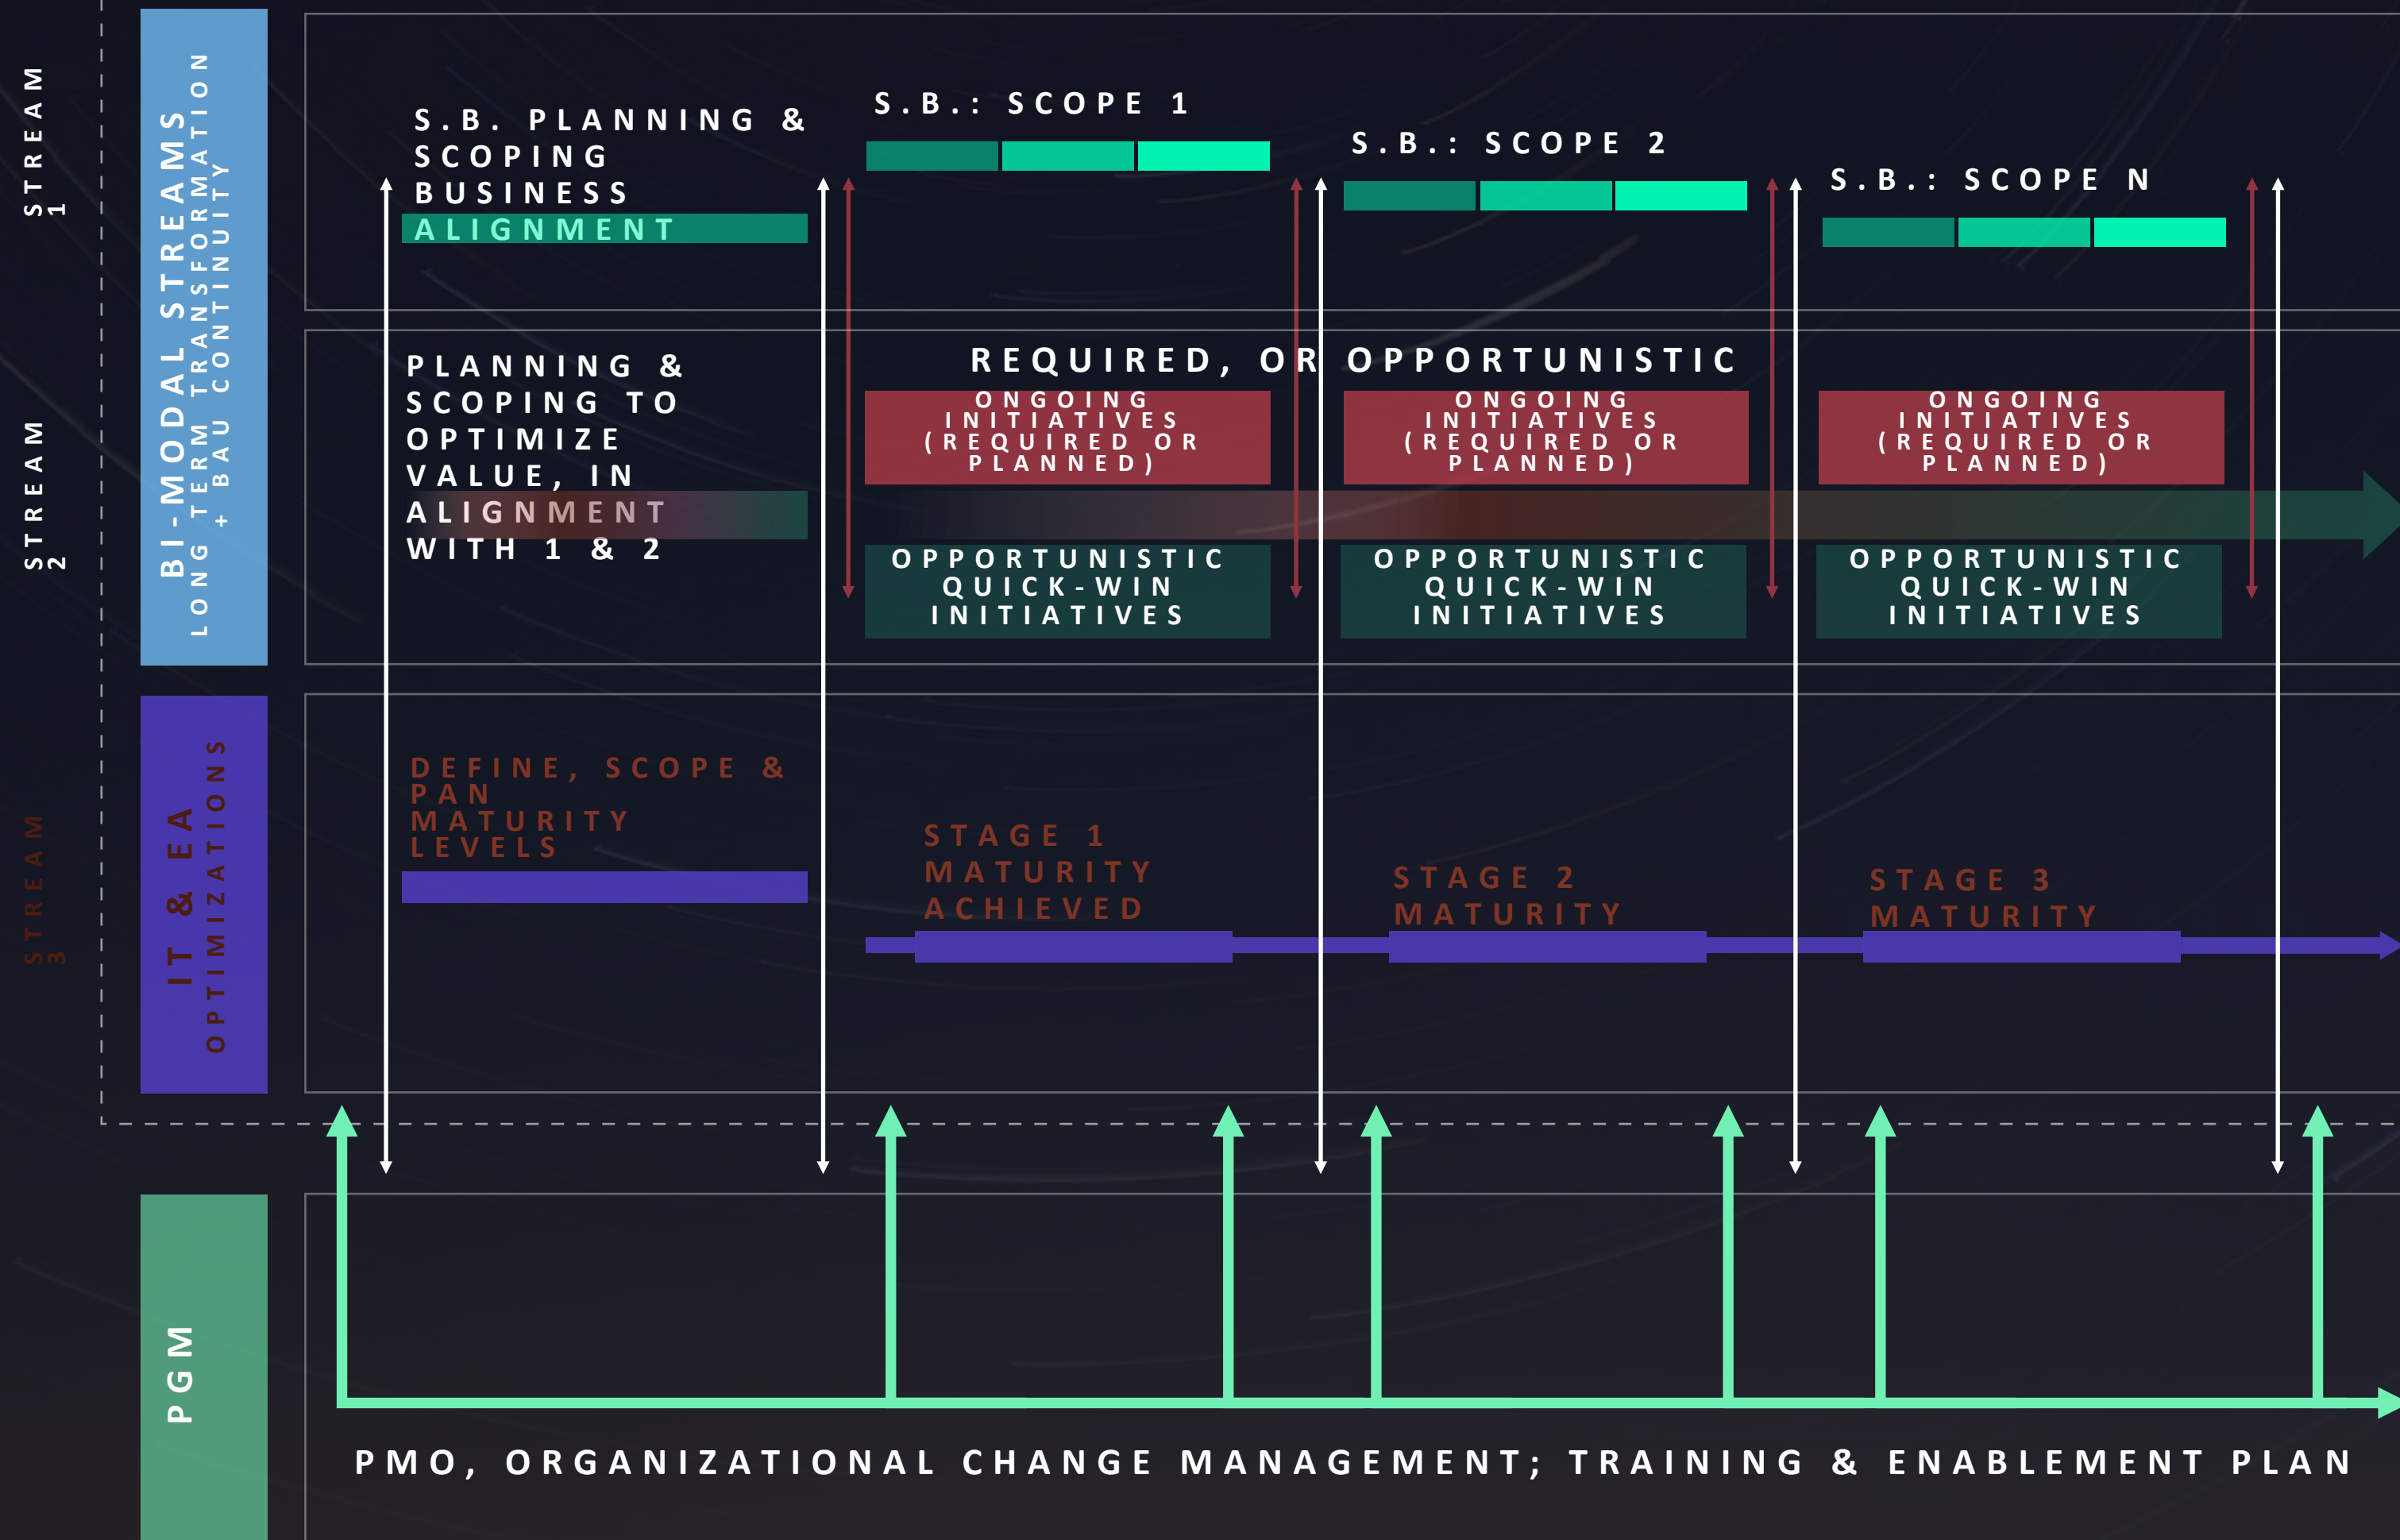 STREAM
1
BI-MODAL STREAMS
LONG TERM TRANSFORMATION
+ BAU CONTINUITY
S.B. PLANNING &
SCOPING
BUSINESS
ALIGNMENT
S.B.: SCOPE 1
S.B.: SCOPE 2
S.B.: SCOPE N
STREAM
2
PLANNING &
SCOPING TO
OPTIMIZE
VALUE, IN
ALIGNMENT
WITH 1 & 2
REQUIRED, OR OPPORTUNISTIC
ONGOING
INITIATIVES
(REQUIRED OR
PLANNED)
ONGOING
INITIATIVES
(REQUIRED OR
PLANNED)
ONGOING
INITIATIVES
(REQUIRED OR
PLANNED)
OPPORTUNISTIC
QUICK-WIN
INITIATIVES
OPPORTUNISTIC
QUICK-WIN
INITIATIVES
OPPORTUNISTIC
QUICK-WIN
INITIATIVES
STREAM
3
IT & EA
OPTIMIZATIONS
DEFINE, SCOPE &
PAN
MATURITY
LEVELS
STAGE 1
MATURITY
ACHIEVED
STAGE 2
MATURITY
STAGE 3
MATURITY
PGM
PMO, ORGANIZATIONAL CHANGE MANAGEMENT; TRAINING & ENABLEMENT PLAN